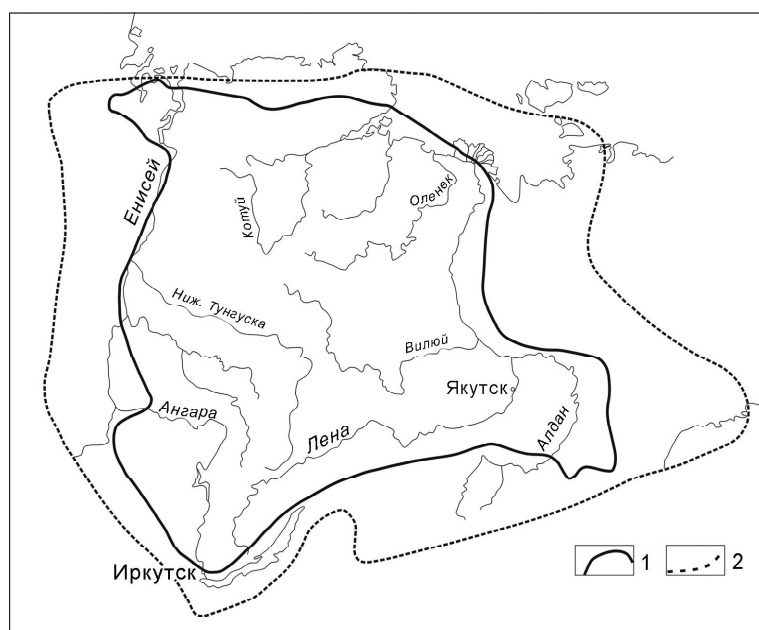 Енисей
Котуй
Оленек
Ниж. Тунгуска
Вилюй
Якутск
Ангара
Лена
Алдан
Иркутск
1
2